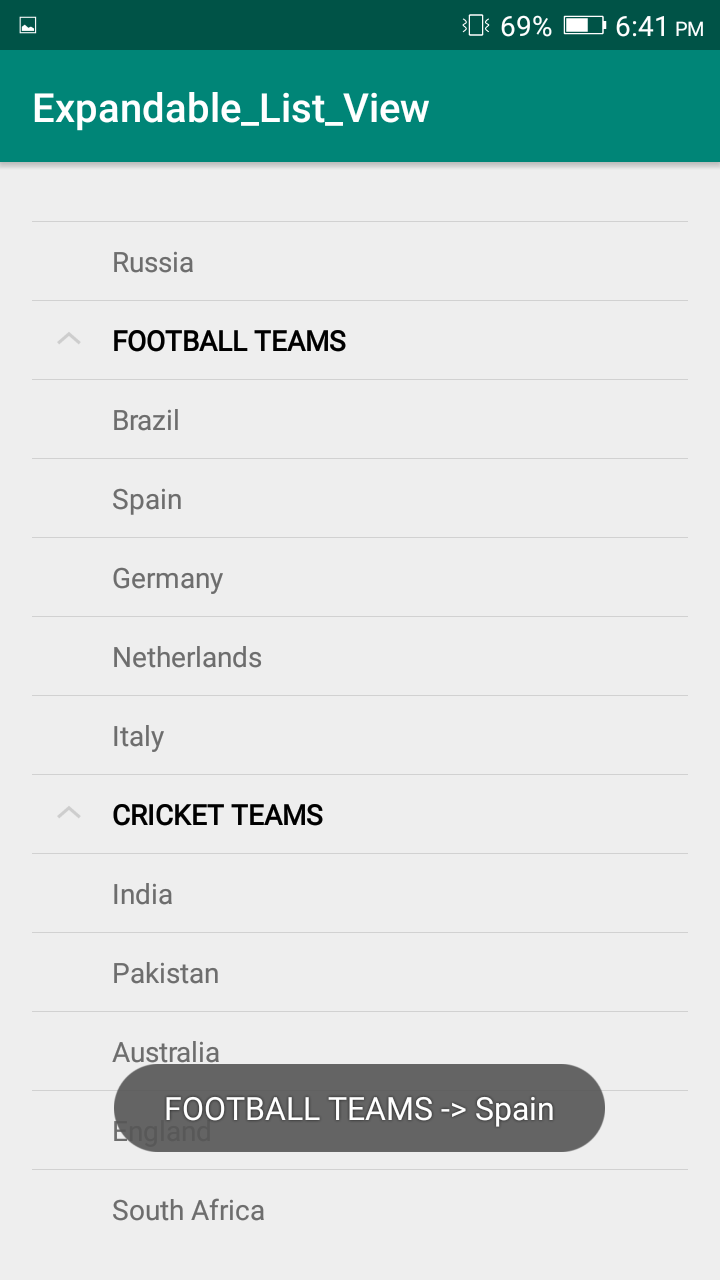 69% 6:41 PM
Expandable_List_View
Russia
FOOTBALL TEAMS
Brazil
Spain
Germany
Netherlands
Italy
CRICKET TEAMS
India
Pakistan
Australia
FOOTBALL TEAMS -> Spain
England
South Africa